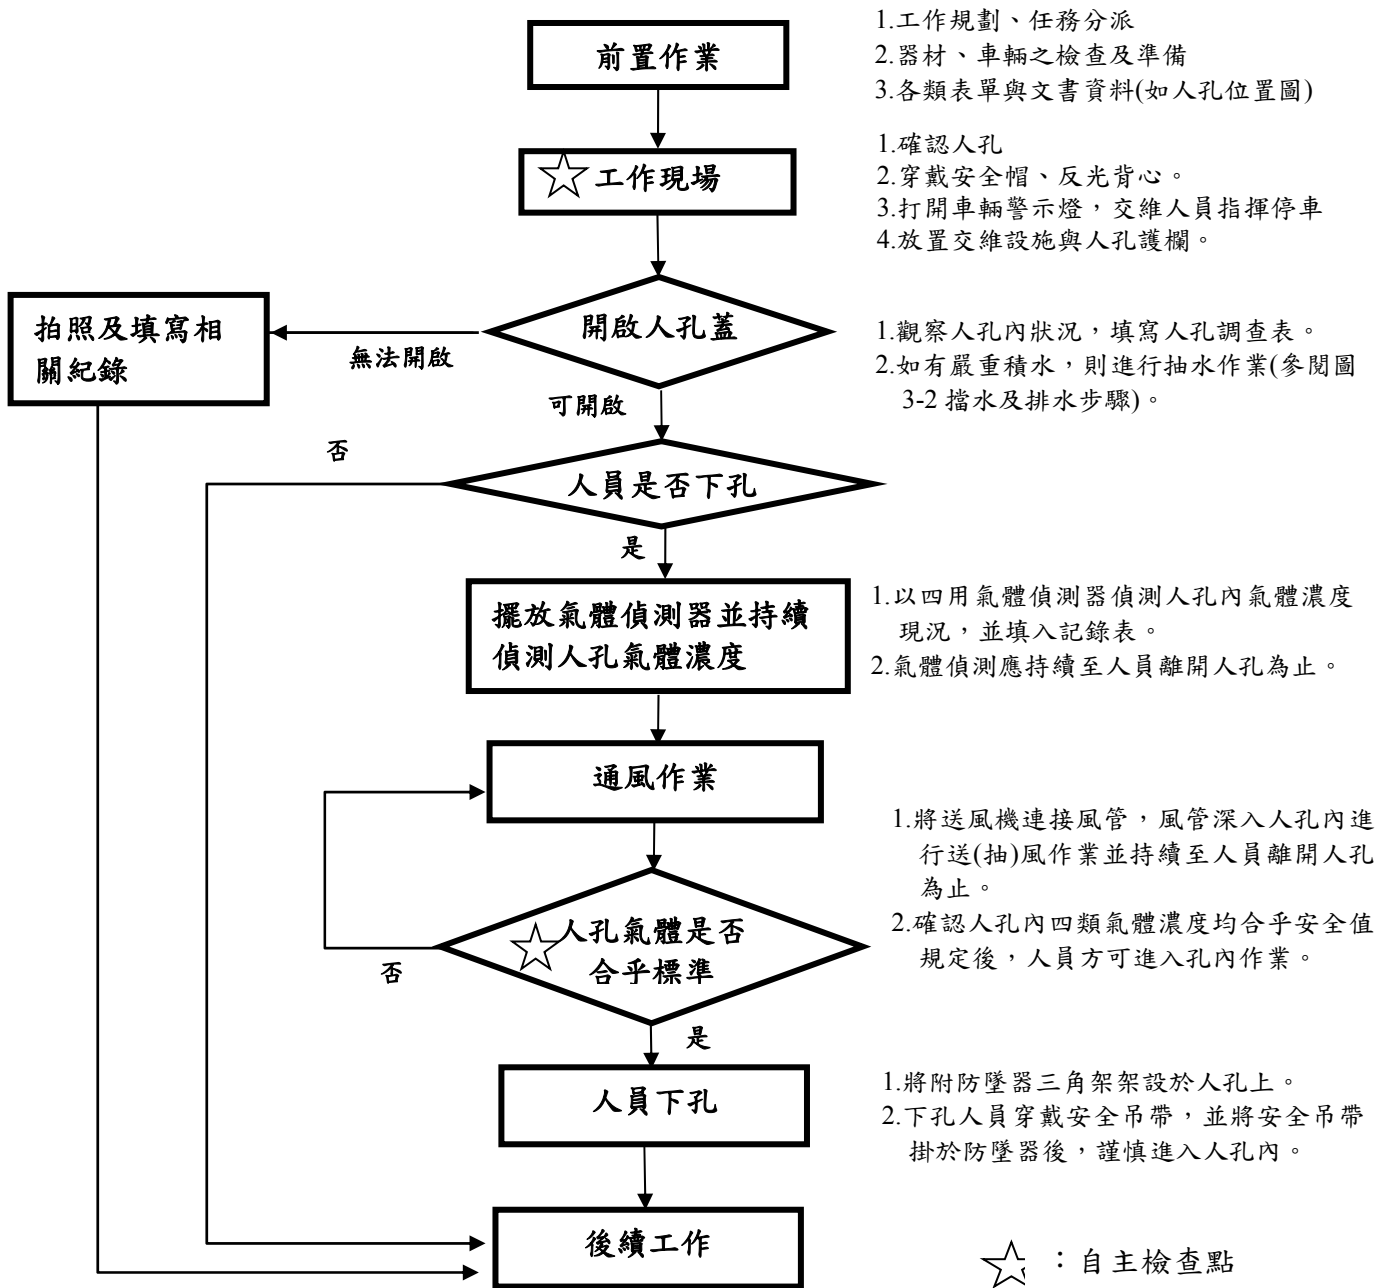 前置作業
1.工作規劃、任務分派
2.器材、車輛之檢查及準備
3.各類表單與文書資料(如人孔位置圖)
工作現場
1.確認人孔
2.穿戴安全帽、反光背心。
3.打開車輛警示燈，交維人員指揮停車
4.放置交維設施與人孔護欄。
開啟人孔蓋
無法開啟
拍照及填寫相
關紀錄
可開啟
1.觀察人孔內狀況，填寫人孔調查表。
2.如有嚴重積水，則進行抽水作業(參閱圖
3-2 擋水及排水步驟)。
人員是否下孔
否
是
擺放氣體偵測器並持續
偵測人孔氣體濃度
1.以四用氣體偵測器偵測人孔內氣體濃度
現況，並填入記錄表。
2.氣體偵測應持續至人員離開人孔為止。
通風作業
1.將送風機連接風管，風管深入人孔內進
行送(抽)風作業並持續至人員離開人孔
為止。
2.確認人孔內四類氣體濃度均合乎安全值
規定後，人員方可進入孔內作業。
人孔氣體是否
合乎標準
否
是
人員下孔
1.將附防墜器三角架架設於人孔上。
2.下孔人員穿戴安全吊帶，並將安全吊帶
掛於防墜器後，謹慎進入人孔內。
後續工作
：自主檢查點